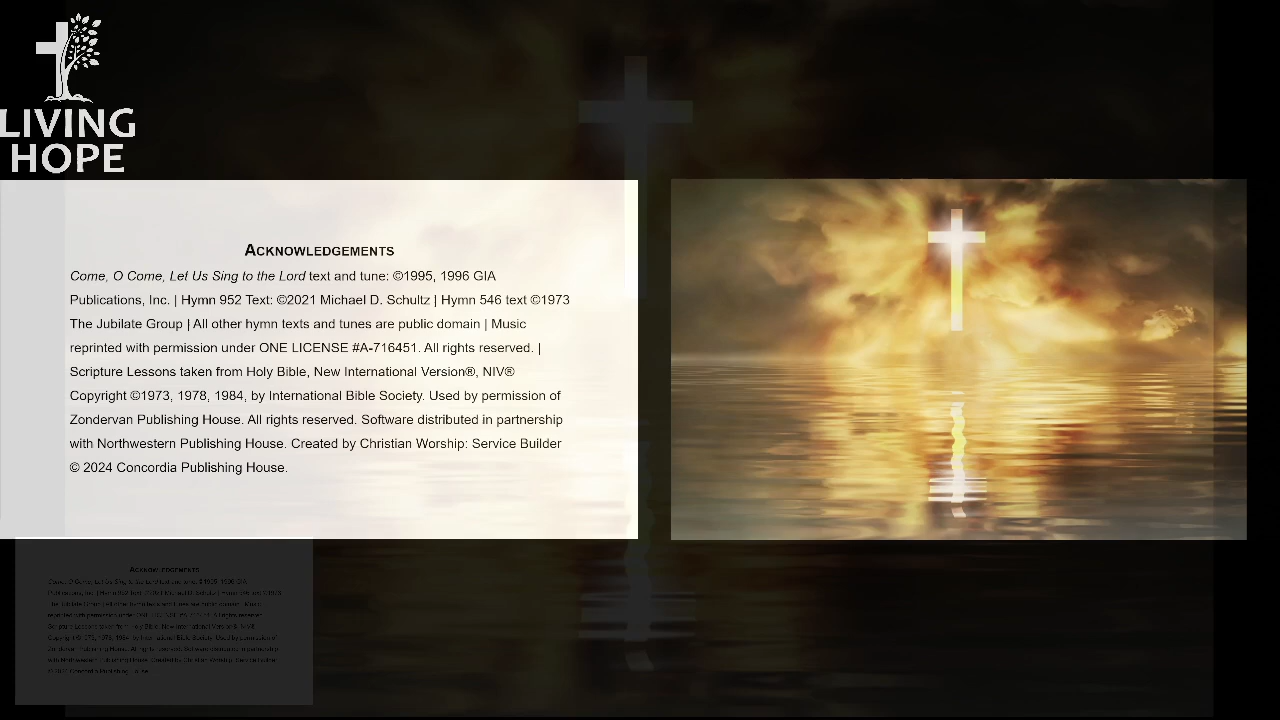 LIVING
HOPE
ACKNOWLEDGEMENTS
Come, O Come, Let Us Sing to the Lord text and tune: ©1995, 1996 GIA
Publications, Inc. | Hymn 952 Text: ©2021 Michael D. Schultz | Hymn 546 text ©1973
The Jubilate Group | All other hymn texts and tunes are public domain | Music
reprinted with permission under ONE LICENSE #A-716451. All rights reserved. |
Scripture Lessons taken from Holy Bible, New International Version®, NIV®
Copyright ©1973, 1978, 1984, by International Bible Society. Used by permission of
Zondervan Publishing House. All rights reserved. Software distributed in partnership
with Northwestern Publishing House. Created by Christian Worship: Service Builder
© 2024 Concordia Publishing House.
ACKNOWLEDGEMENTS